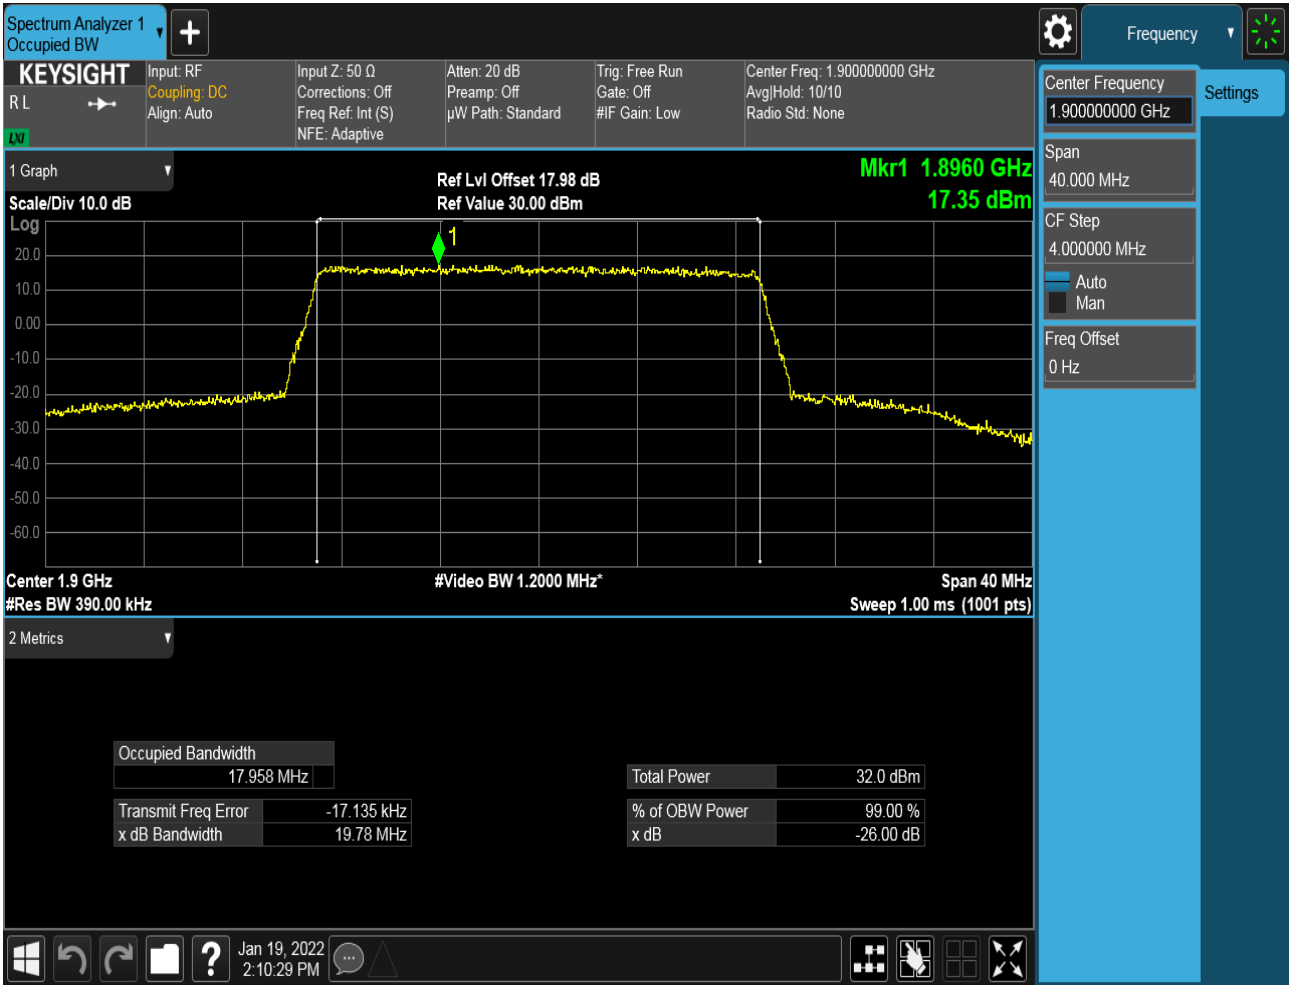 Spectrum Analyzer 1
Occupied BW
Frequency
KEYSIGHT
R L
LXI
Input: RF
Coupling: DC
Align: Auto
Input Z: 50 Ω
Corrections: Off
Freq Ref: Int (S)
NFE: Adaptive
Atten: 20 dB
Preamp: Off
µW Path: Standard
Trig: Free Run
Gate: Off
#IF Gain: Low
Center Freq: 1.900000000 GHz
Avg|Hold: 10/10
Radio Std: None
Center Frequency
1.900000000 GHz
Settings
Span
40.000 MHz
CF Step
4.000000 MHz
Auto
Man
Freq Offset
0 Hz
1 Graph
Scale/Div 10.0 dB
Log
Ref Lvl Offset 17.98 dB
Ref Value 30.00 dBm
Mkr1 1.8960 GHz
17.35 dBm
1
20.0
10.0
0.00
-10.0
-20.0
-30.0
-40.0
-50.0
-60.0
Center 1.9 GHz
#Video BW 1.2000 MHz*
Span 40 MHz
#Res BW 390.00 kHz
Sweep 1.00 ms (1001 pts)
2 Metrics
Occupied Bandwidth
17.958 MHz
Total Power 32.0 dBm
Transmit Freq Error -17.135 kHz
% of OBW Power 99.00 %
x dB Bandwidth 19.78 MHz
x dB -26.00 dB
?
Jan 19, 2022
2:10:29 PM